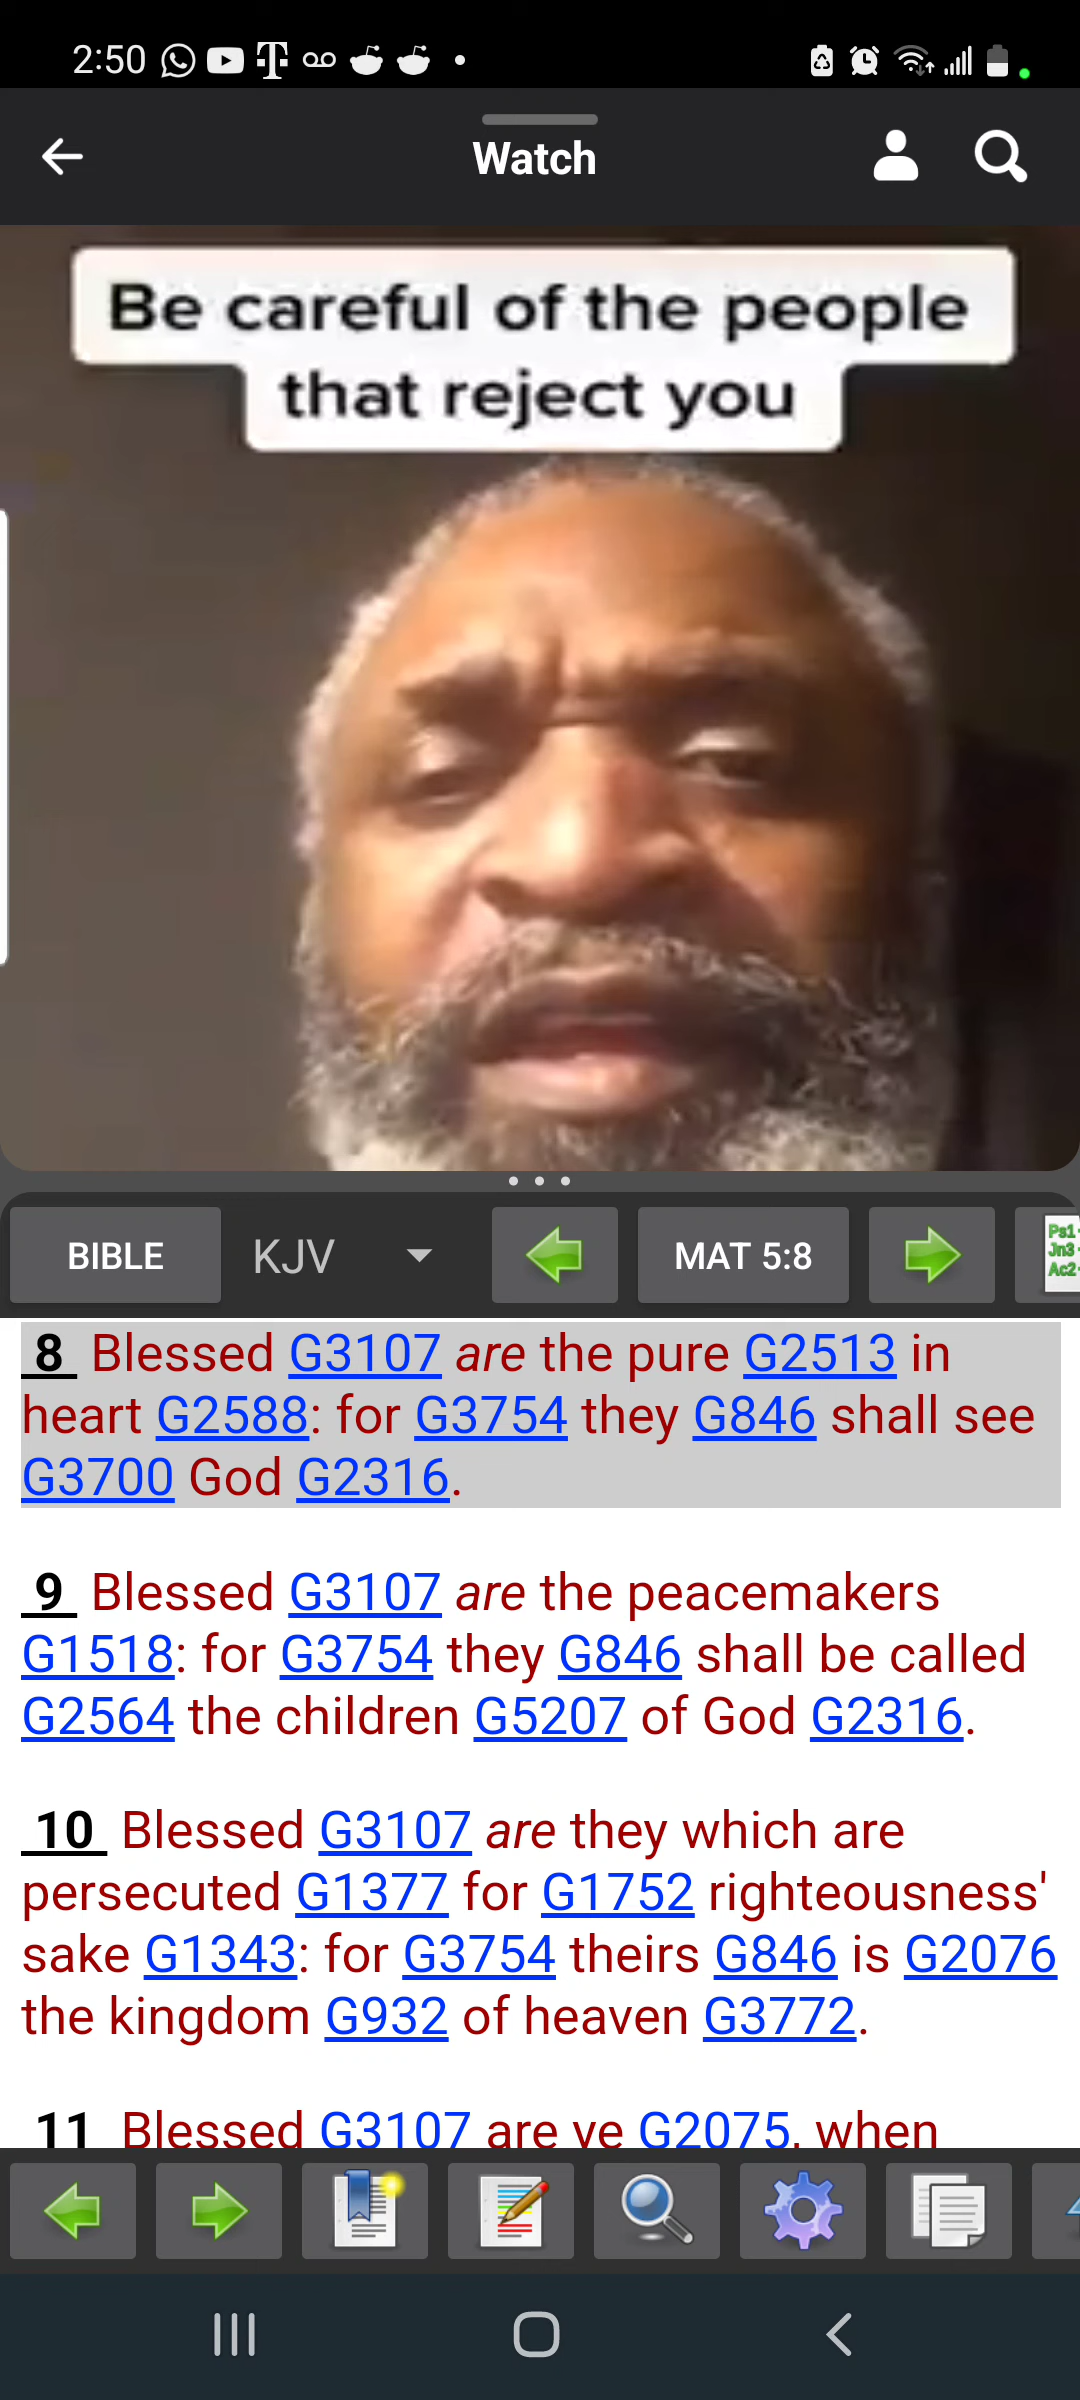 2:50
Watch
Be careful of the people
that reject you
BIBLE KJV MAT 5:8
Ps1
Jn3
Ac2
8 Blessed G3107 are the pure G2513 in
heart G2588: for G3754 they G846 shall see
G3700 God G2316.
9 Blessed G3107 are the peacemakers
G1518: for G3754 they G846 shall be called
G2564 the children G5207 of God G2316.
10 Blessed G3107 are they which are
persecuted G1377 for G1752 righteousness'
sake G1343: for G3754 theirs G846 is G2076
the kingdom G932 of heaven G3772.
11 Blessed G3107 are ye G2075, when